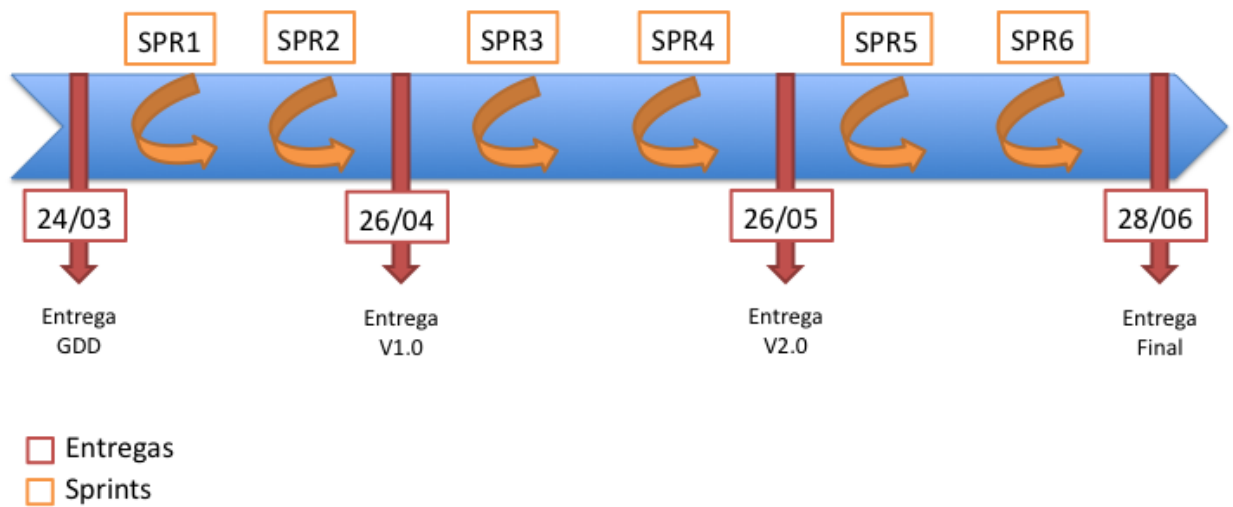 SPR1
SPR2
SPR3
SPR4
SPR5
SPR6
24/03
26/04
26/05
28/06
Entrega
GDD
Entrega
V1.0
Entrega
V2.0
Entrega
Final
Entregas
Sprints